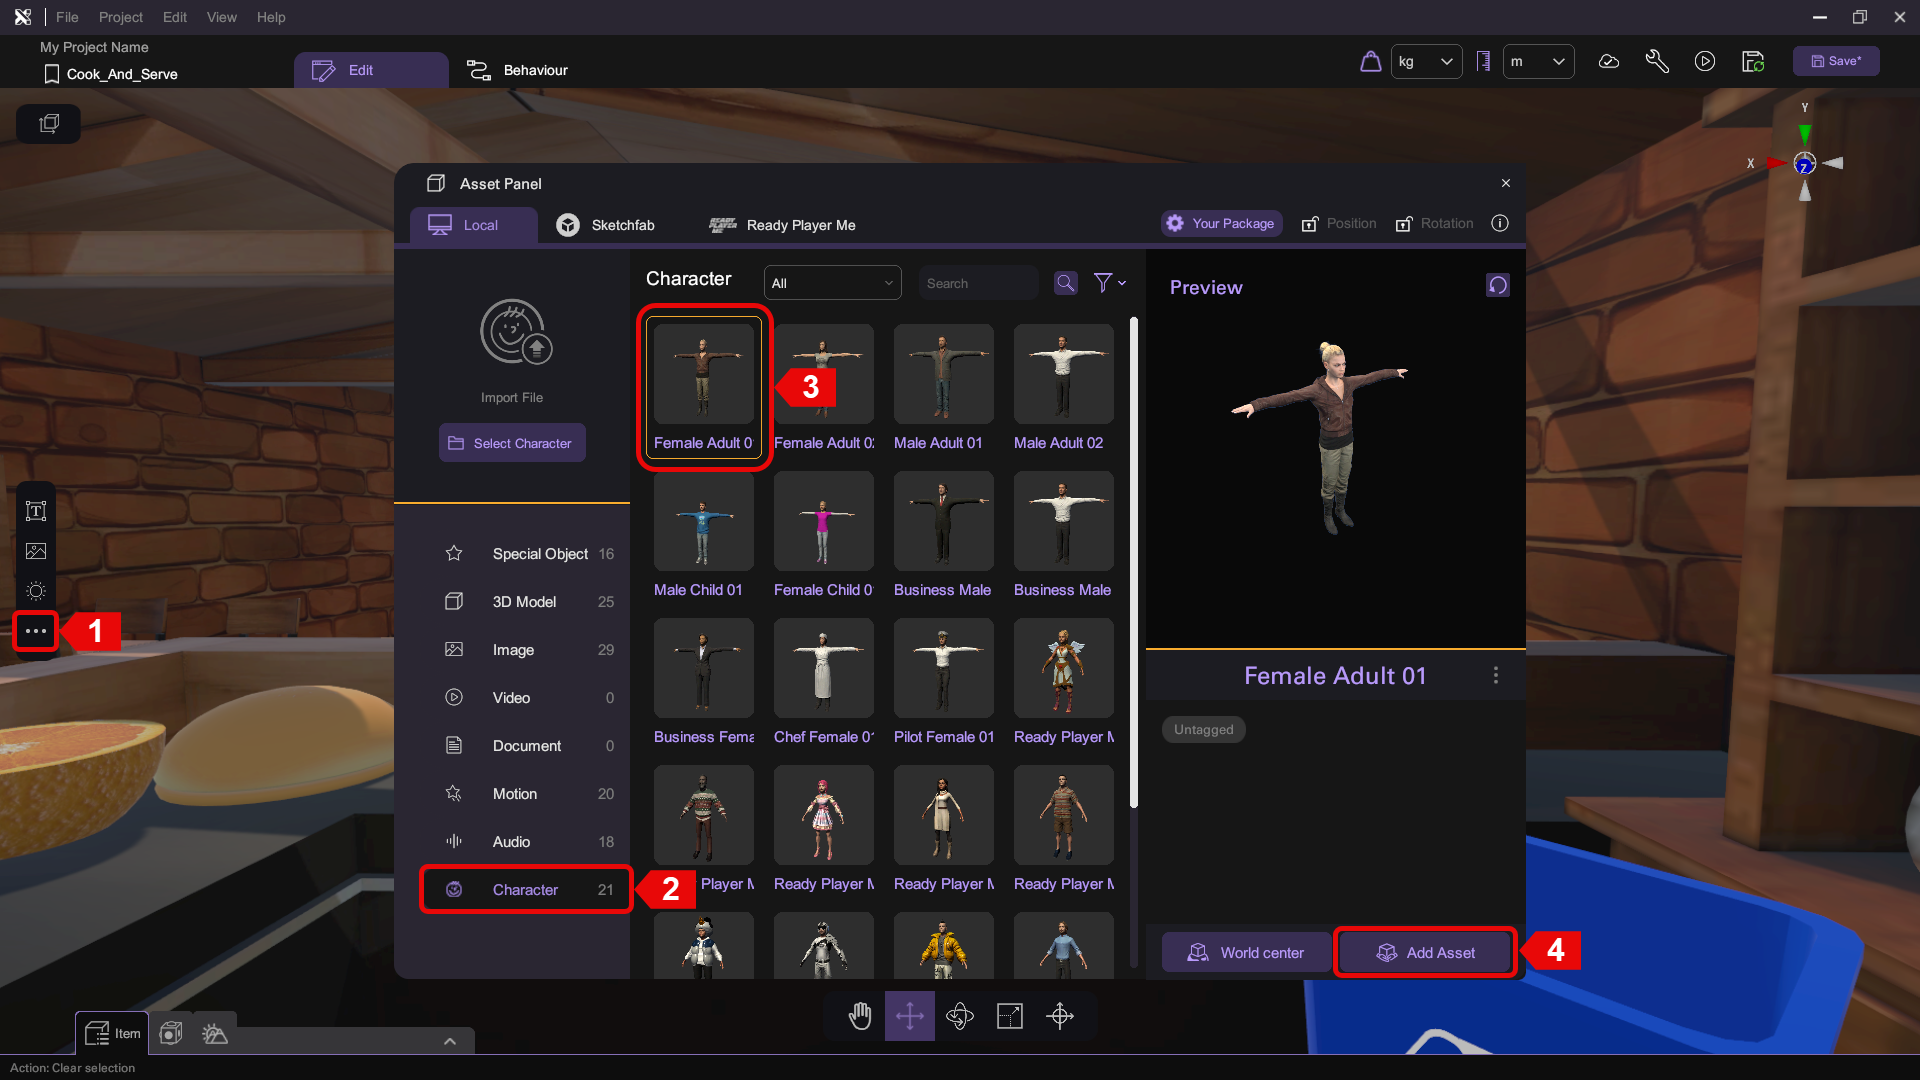 File Project Edit View Help
My Project Name
Cook_And_Serve
Edit
Behaviour
kg
m
Save*
Y
X
Z
Asset Panel
Local
Sketchfab
READY PLAYER ME
Ready Player Me
Your Package
Position
Rotation
Import File
Select Character
Special Object 16
3D Model 25
Image 29
Video 0
Document 0
Motion 20
Audio 18
Character 21
Character
All
Search
Female Adult 0
Female Adult 02
Male Adult 01
Male Adult 02
Male Child 01
Female Child 0
Business Male
Business Male
Business Fema
Chef Female 01
Pilot Female 01
Ready Player M
Player M
Ready Player M
Ready Player M
Ready Player M
Preview
Female Adult 01
Untagged
World center
Add Asset
1
2
3
4
T
Item
Action: Clear selection